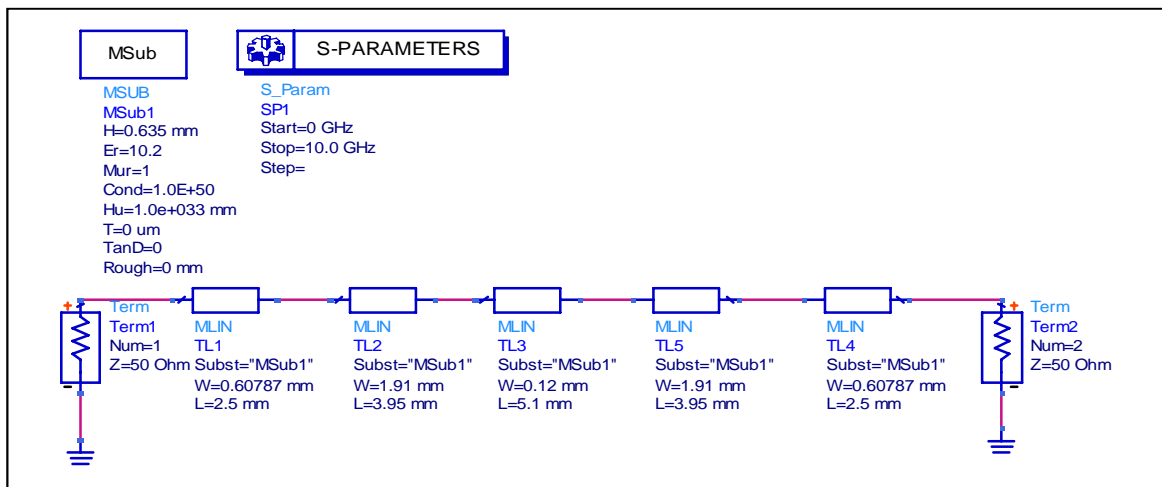 MSub
S-PARAMETERS
MSUB
MSub1
H=0.635 mm
Er=10.2
Mur=1
Cond=1.0E+50
Hu=1.0e+033 mm
T=0 um
TanD=0
Rough=0 mm
S_Param
SP1
Start=0 GHz
Stop=10.0 GHz
Step=
+
Term
Term1
Num=1
Z=50 Ohm
-
MLIN
TL1
Subst="MSub1"
W=0.60787 mm
L=2.5 mm
MLIN
TL2
Subst="MSub1"
W=1.91 mm
L=3.95 mm
MLIN
TL3
Subst="MSub1"
W=0.12 mm
L=5.1 mm
MLIN
TL5
Subst="MSub1"
W=1.91 mm
L=3.95 mm
MLIN
TL4
Subst="MSub1"
W=0.60787 mm
L=2.5 mm
+
Term
Term2
Num=2
Z=50 Ohm
-